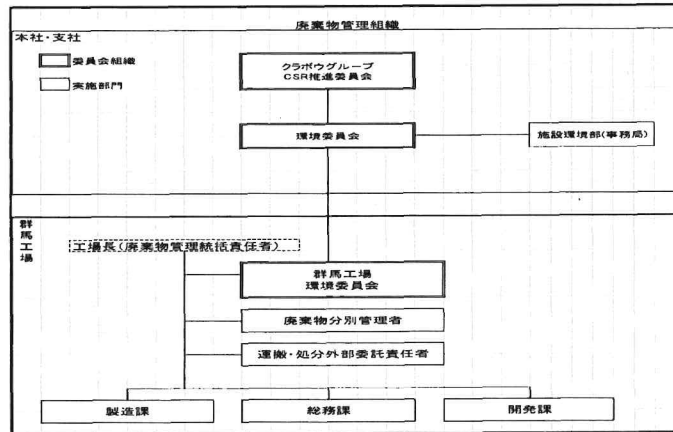 廃棄物管理組織
本社・支社
委員会組織
実施部門
クラボウグループ
CSR推進委員会
環境委員会
施設環境部(事務局)
群馬工場
工場長(廃棄物管理統括責任者)
群馬工場
環境委員会
廃棄物分別管理者
運搬・処分外部委託責任者
製造課
総務課
開発課